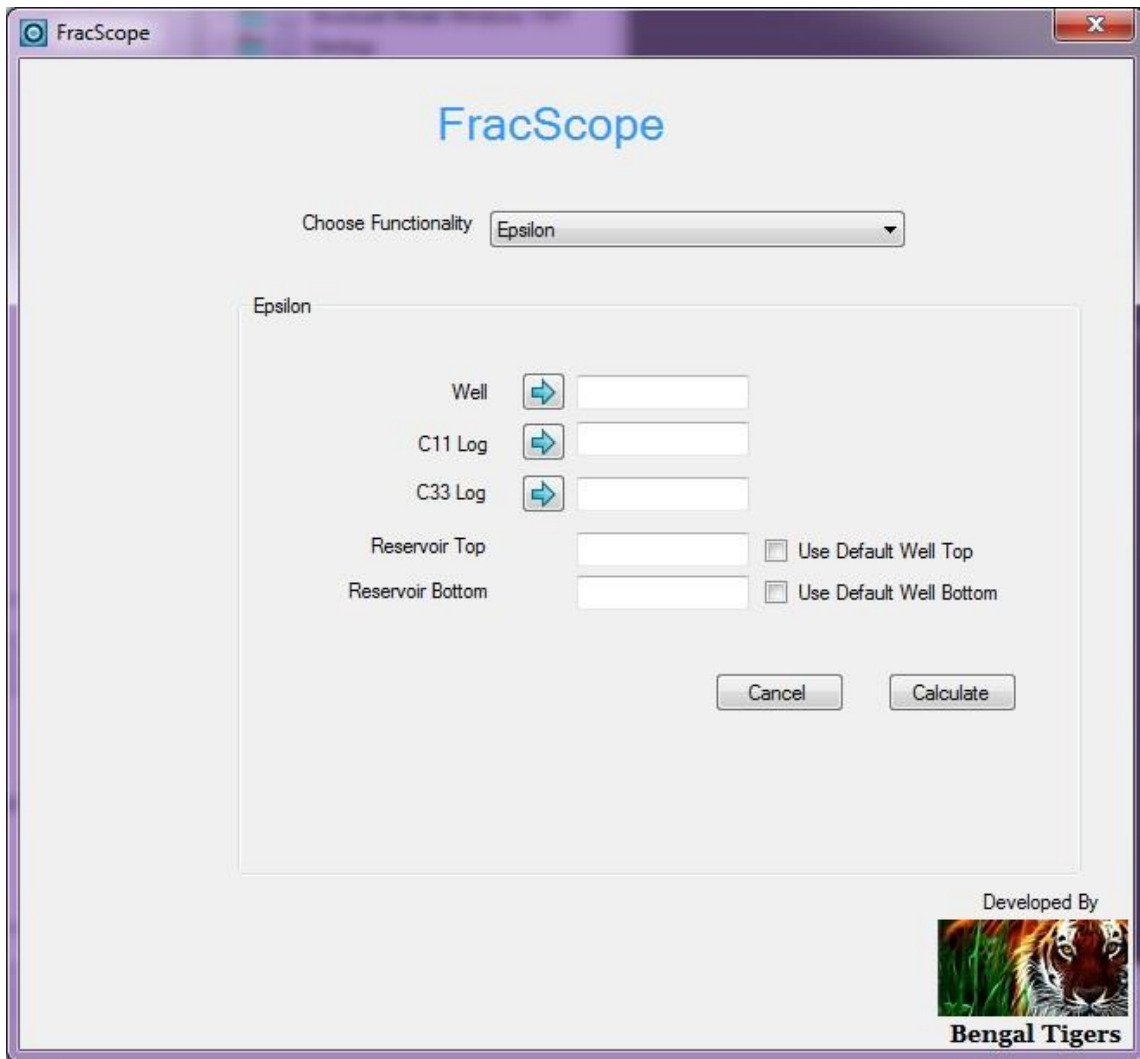 FracScope
FracScope
Choose Functionality Epsilon
Epsilon
Well
C11 Log
C33 Log
Reservoir Top Use Default Well Top
Reservoir Bottom Use Default Well Bottom
Cancel Calculate
Developed By
Bengal Tigers